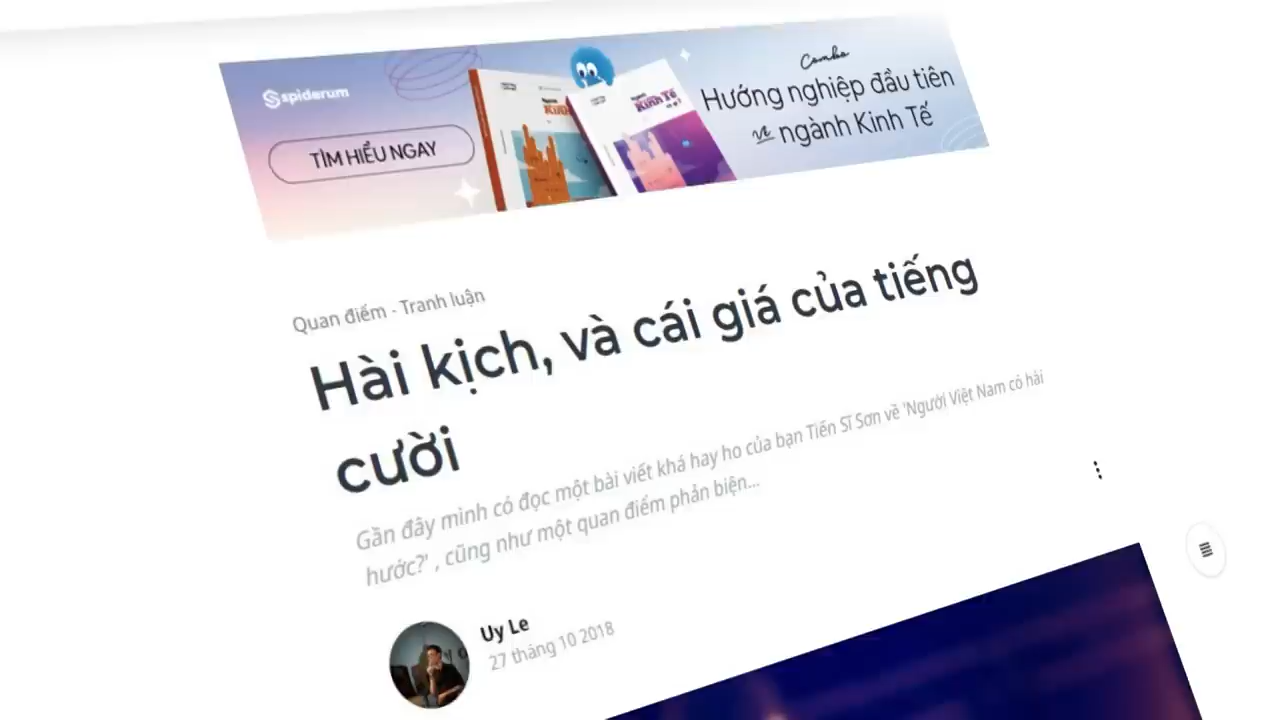 spiderum
TÌM HIỂU NGAY
Combo
Hướng nghiệp đầu tiên
về ngành Kinh Tế
Kinh Tế
Quan điểm - Tranh luận
Hài kịch, và cái giá của tiếng
cười
Gần đây mình có đọc một bài viết khá hay ho của bạn Tiến Sĩ Sơn về 'Người Việt Nam có hài
hước?' , cũng như một quan điểm phản biện...
Uy Le
27 tháng 10 2018